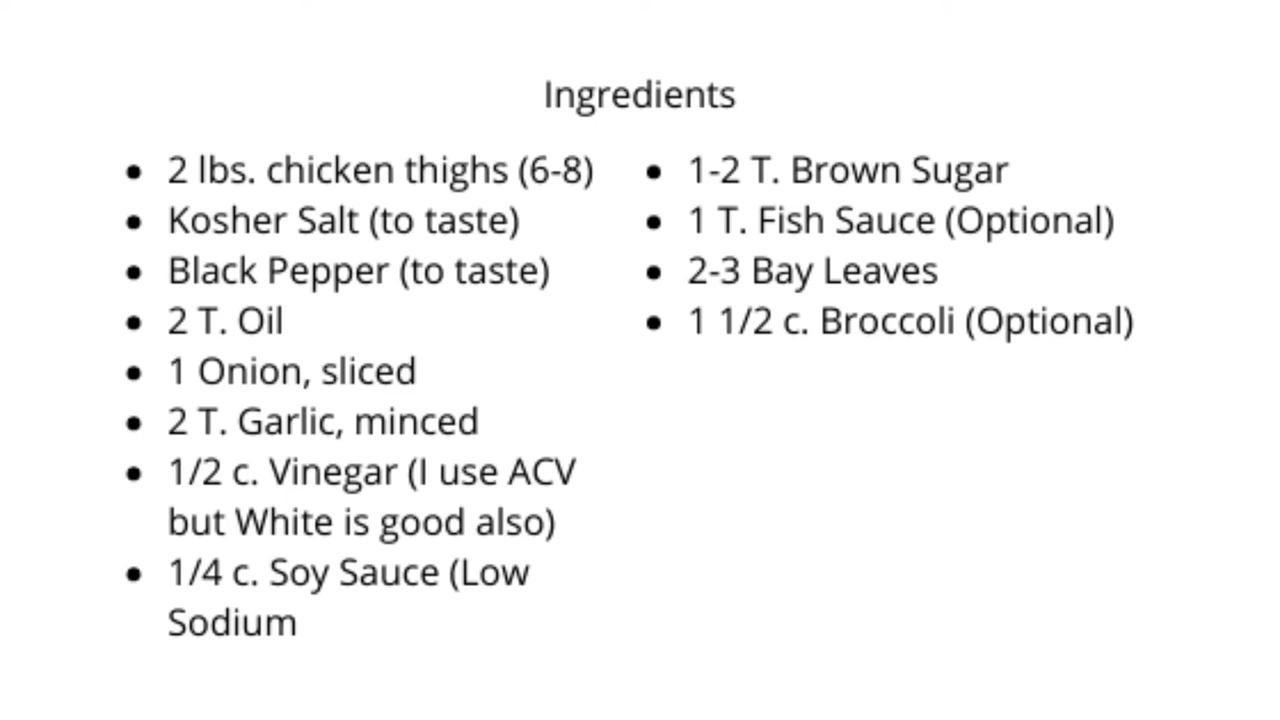 Ingredients
• 2 lbs. chicken thighs (6-8)
• Kosher Salt (to taste)
• Black Pepper (to taste)
• 2 T. Oil
• 1 Onion, sliced
• 2 T. Garlic, minced
• 1/2 c. Vinegar (I use ACV
but White is good also)
• 1/4 c. Soy Sauce (Low
Sodium
• 1-2 T. Brown Sugar
• 1 T. Fish Sauce (Optional)
• 2-3 Bay Leaves
• 1 1/2 c. Broccoli (Optional)